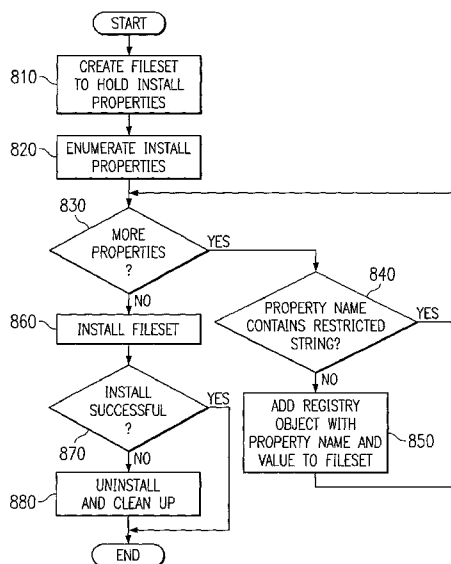 START
810
CREATE FILESET
TO HOLD INSTALL
PROPERTIES
820
ENUMERATE INSTALL
PROPERTIES
830
MORE
PROPERTIES
?
YES
NO
840
PROPERTY NAME
CONTAINS RESTRICTED
STRING?
YES
NO
860
INSTALL FILESET
INSTALL
SUCCESSFUL
?
YES
870
NO
ADD REGISTRY
OBJECT WITH
PROPERTY NAME AND
VALUE TO FILESET
850
880
UNINSTALL
AND CLEAN UP
END